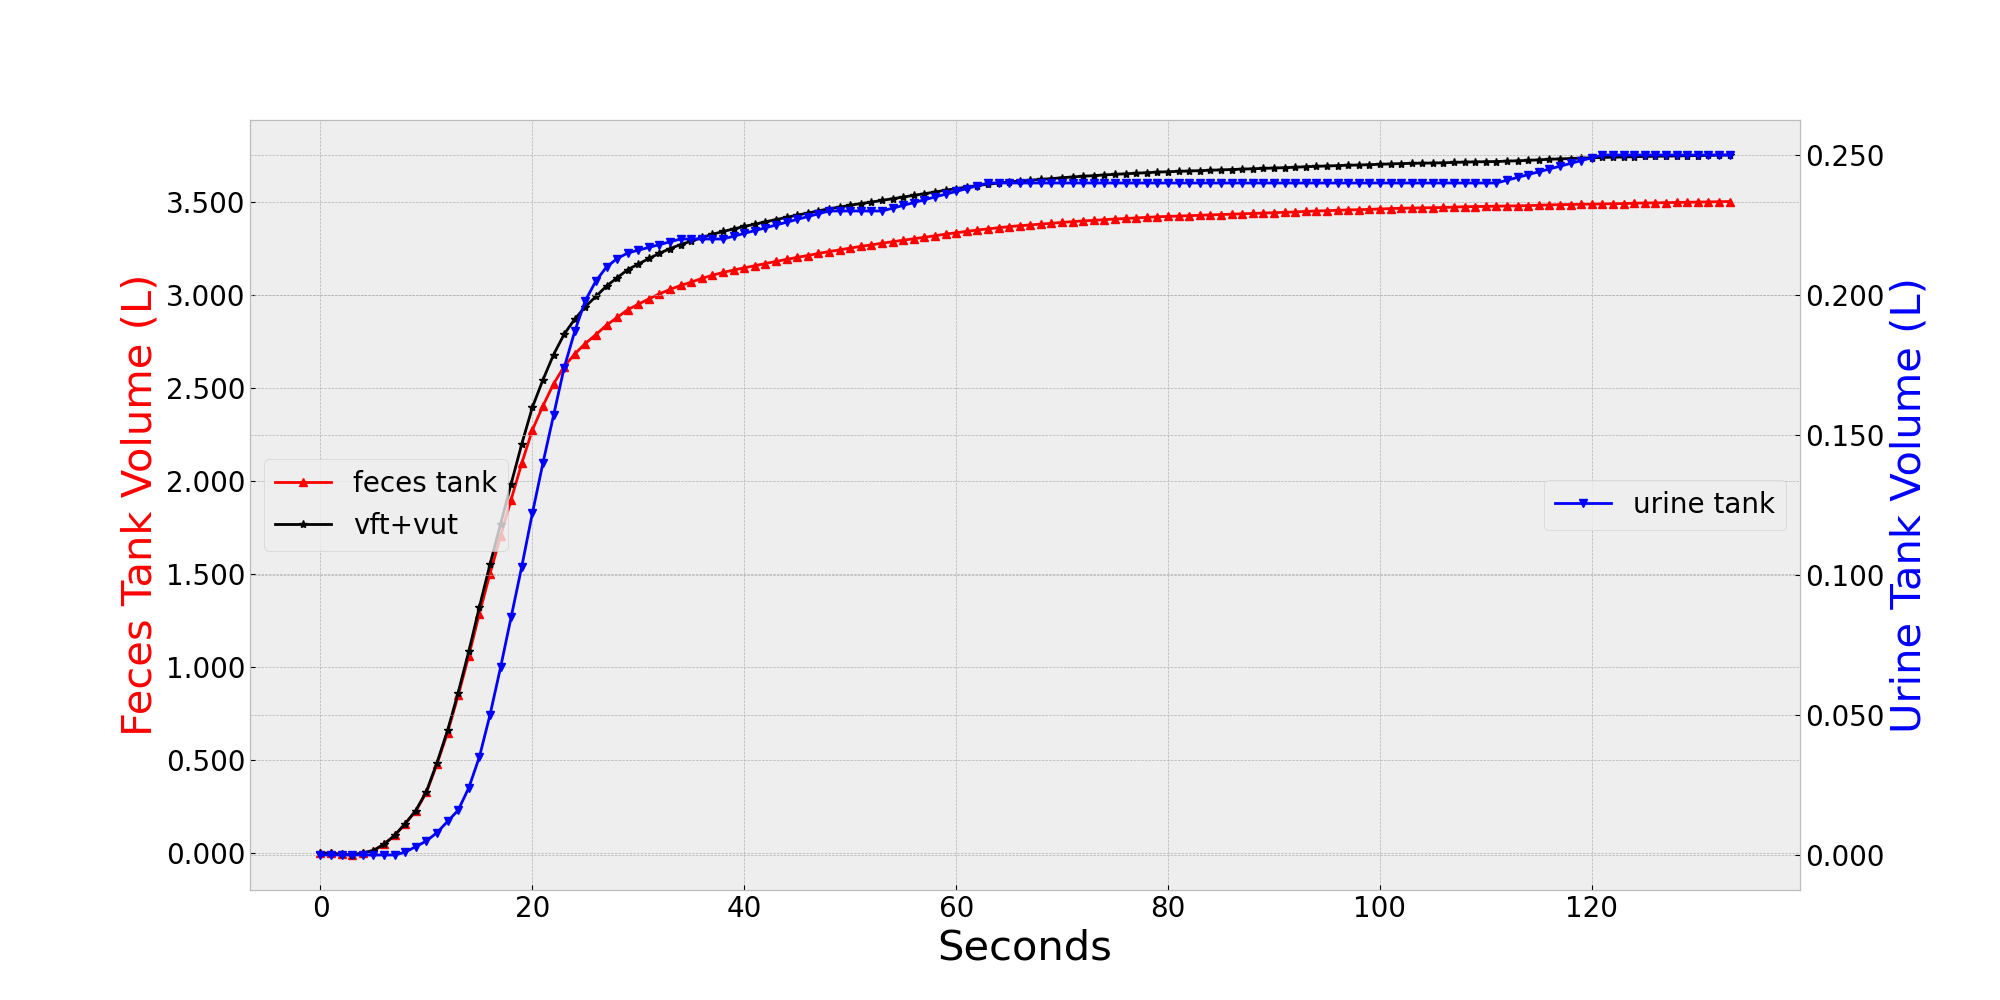 Feces Tank Volume (L)
3.500
3.000
2.500
2.000
1.500
1.000
0.500
0.000
feces tank
vft+vut
urine tank
0.250
0.200
0.150
0.100
0.050
0.000
Urine Tank Volume (L)
0 20 40 60 80 100 120
Seconds